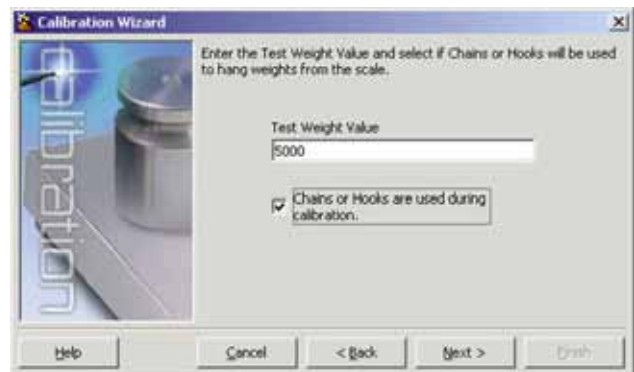 Calibration Wizard
calibration
Enter the Test Weight Value and select if Chains or Hooks will be used
to hang weights from the scale.
Test Weight Value
5000
Chains or Hooks are used during
calibration.
Help
Cancel
< Back
Next >
Finish